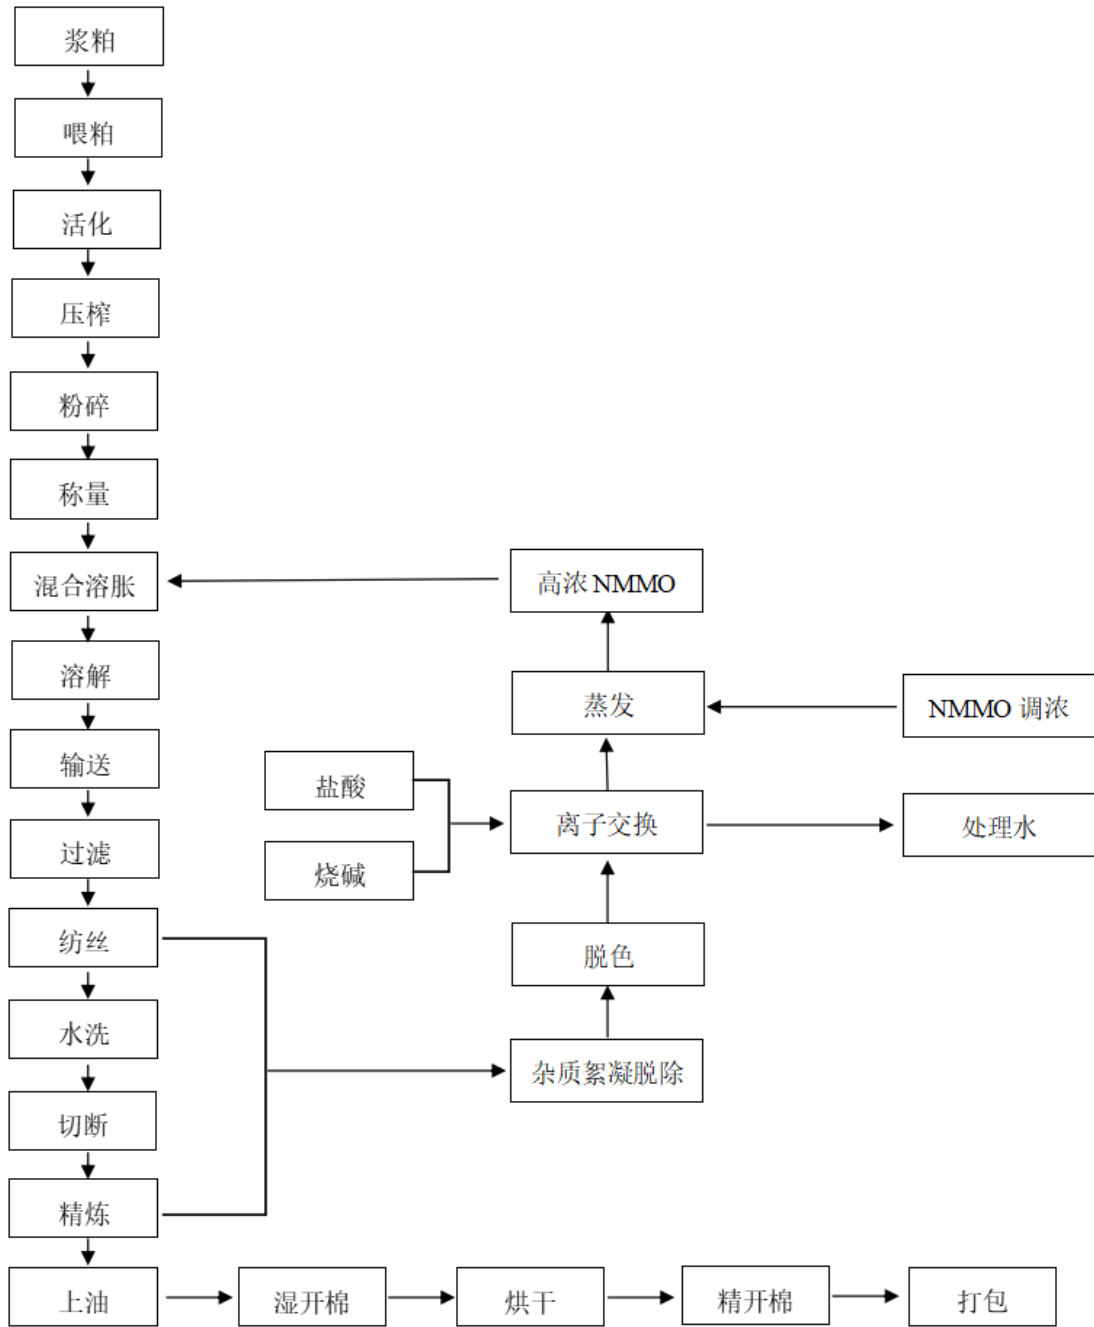 浆粕
喂粕
活化
压榨
粉碎
称量
混合溶胀
高浓 NMMO
溶解
蒸发
NMMO 调浓
输送
盐酸
离子交换
处理水
过滤
烧碱
纺丝
脱色
水洗
杂质絮凝脱除
切断
精炼
上油
湿开棉
烘干
精开棉
打包